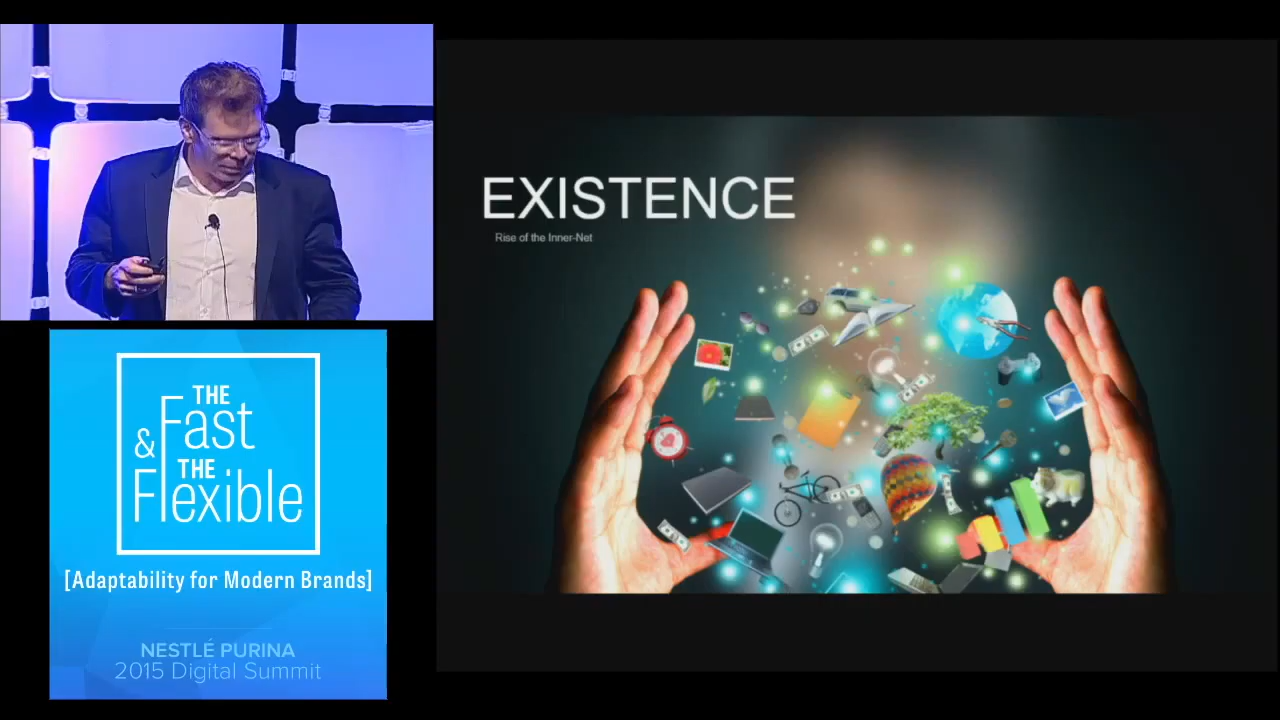 EXISTENCE
Rise of the Inner-Net
THE
Fast
&
THE
Flexible
[Adaptability for Modern Brands]
NESTLÉ PURINA
2015 Digital Summit